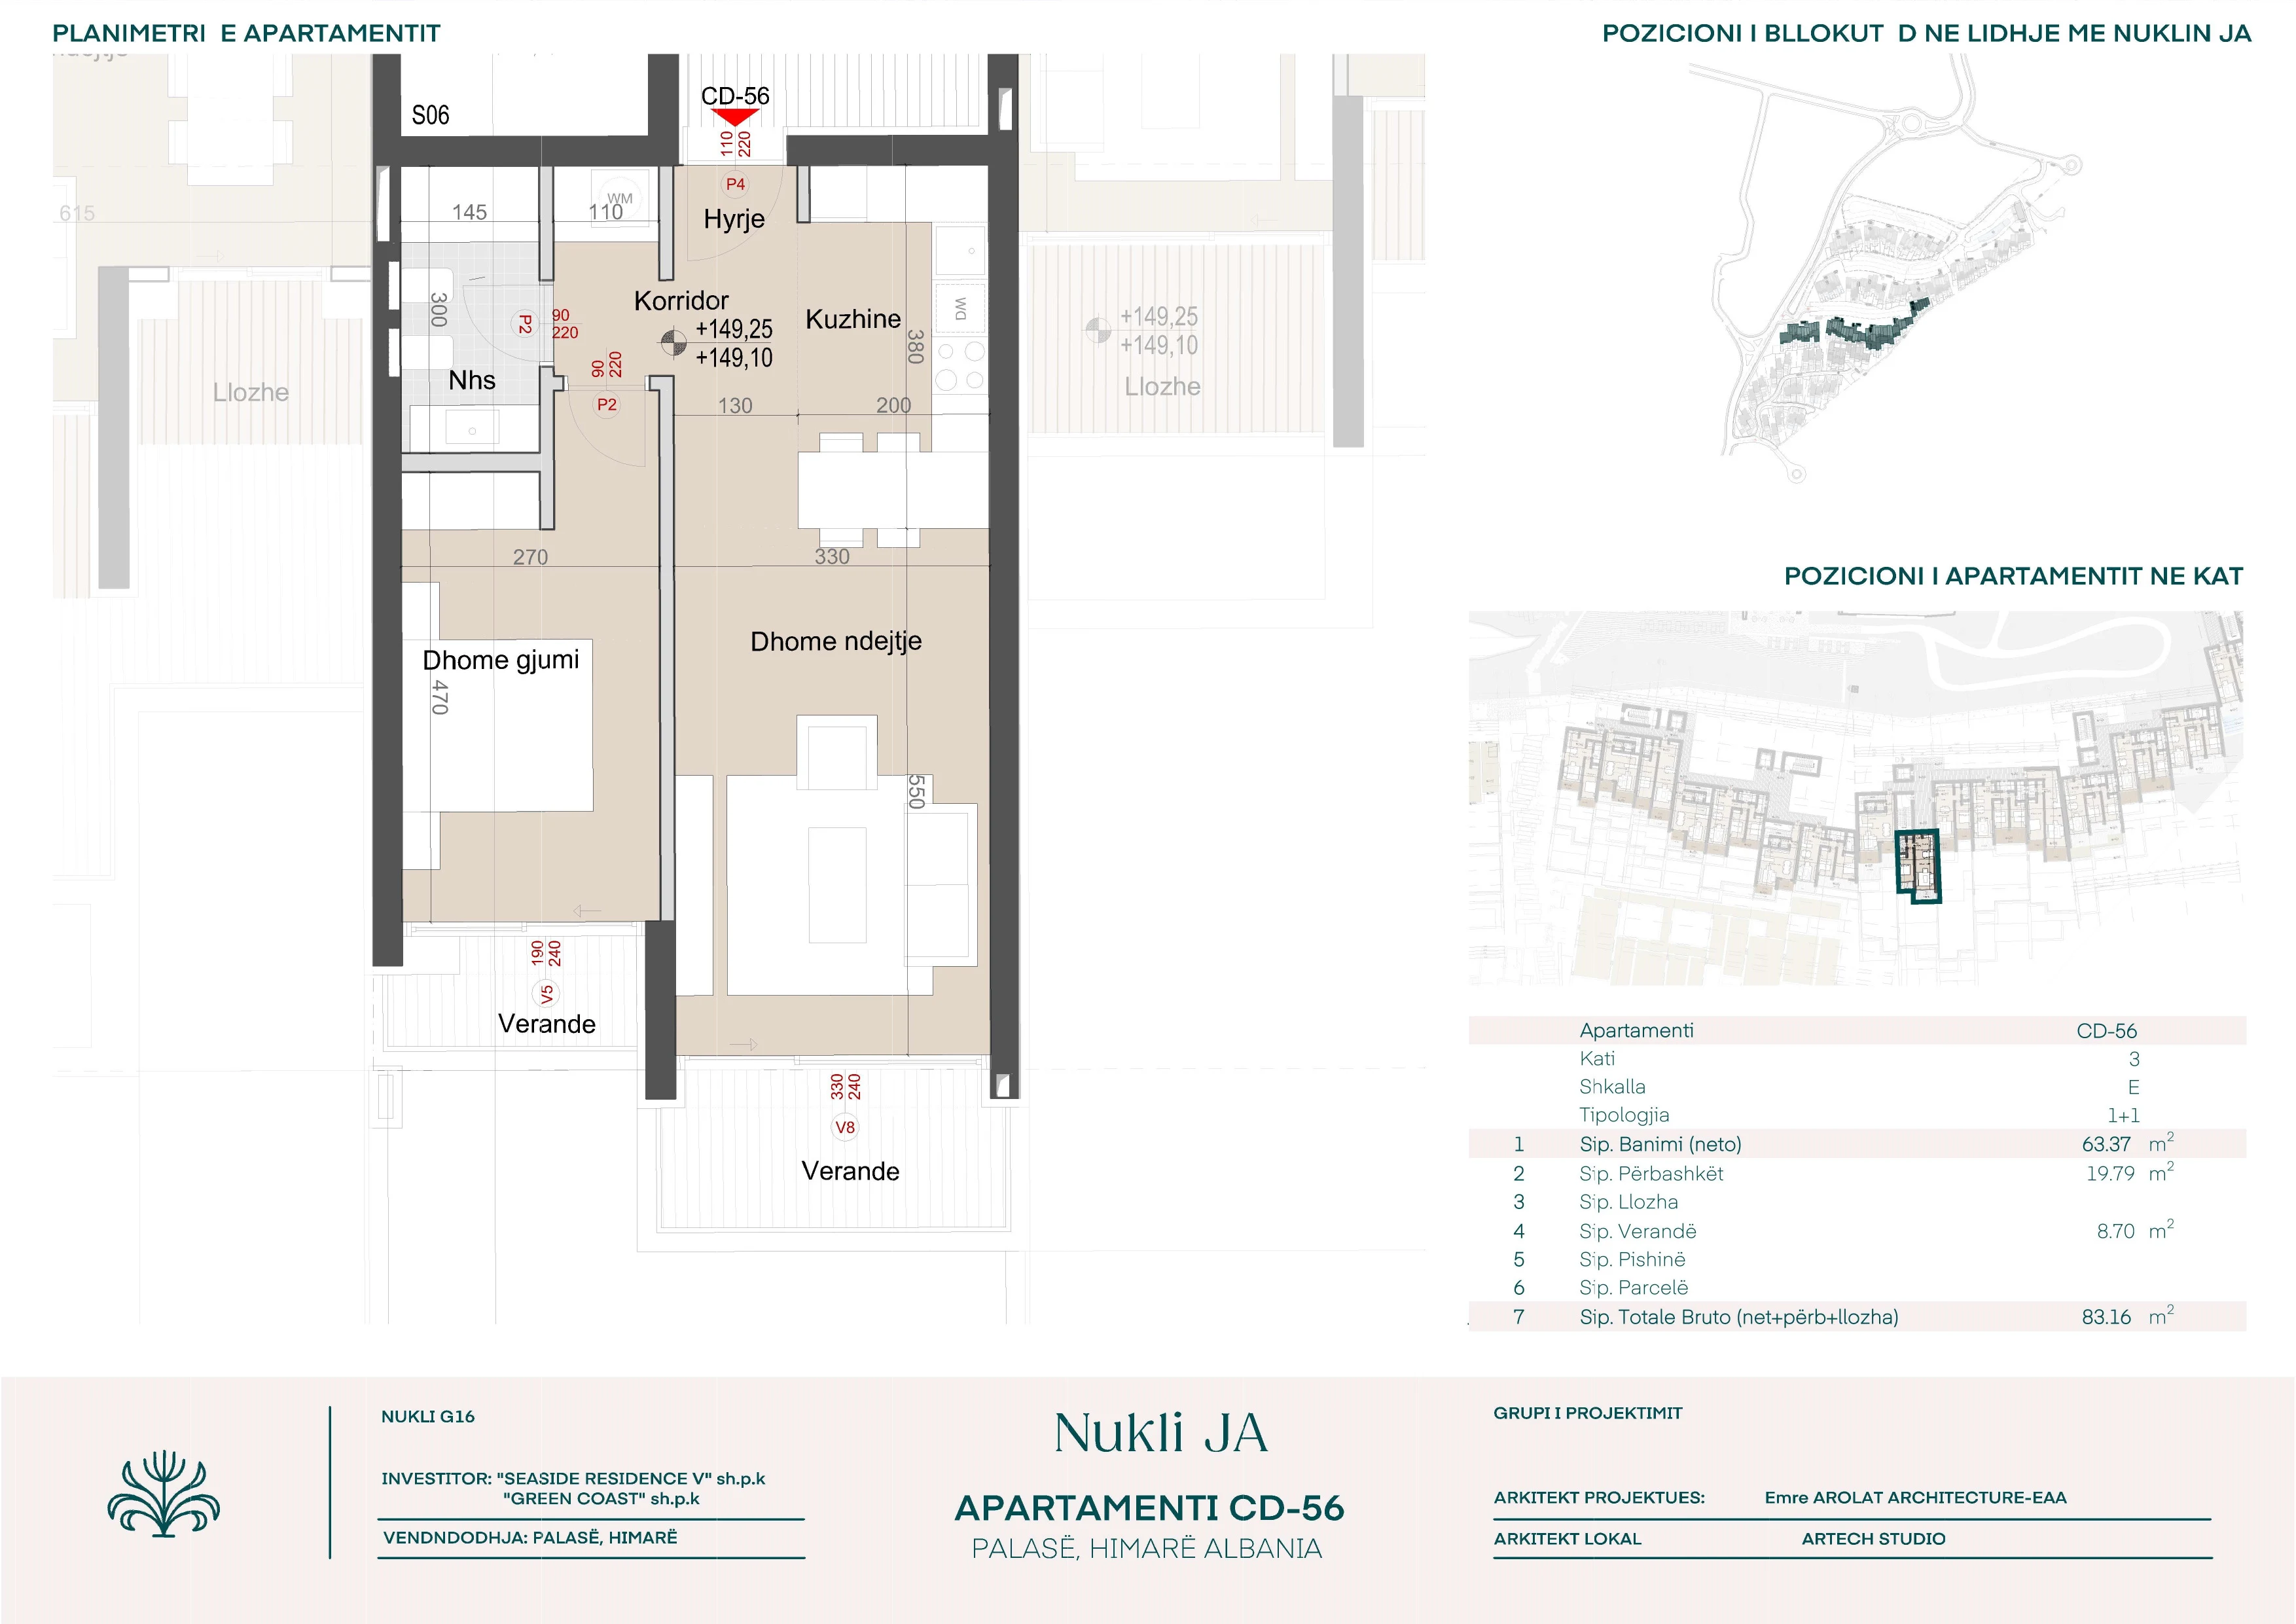 PLANIMETRI E APARTAMENTIT
POZICIONI I BLLOKUT D NE LIDHJE ME NUKLIN JA
S06
CD-56
110
220
P4
Hyrje
WM
145
110
615
300
Korridor
+149,25
+149,10
Kuzhine
WD
380
P2
90
220
90
220
P2
Nhs
130
200
Llozhe
+149,25
+149,10
Llozhe
270
330
Dhome gjumi
470
Dhome ndejtje
550
190
240
V5
Verande
330
240
V8
Verande
POZICIONI I APARTAMENTIT NE KAT
Apartamenti CD-56
Kati 3
Shkalla E
Tipologjia 1+1
1 Sip. Banimi (neto) 63.37 m²
2 Sip. Përbashkët 19.79 m²
3 Sip. Llozha
4 Sip. Verandë 8.70 m²
5 Sip. Pishinë
6 Sip. Parcelë
7 Sip. Totale Bruto (net+përb+llozha) 83.16 m²
NUKLI G16
INVESTITOR: "SEASIDE RESIDENCE V" sh.p.k
"GREEN COAST" sh.p.k
VENDNDODHJA: PALASË, HIMARË
Nukli JA
APARTAMENTI CD-56
PALASË, HIMARË ALBANIA
GRUPI I PROJEKTIMIT
ARKITEKT PROJEKTUES: Emre AROLAT ARCHITECTURE-EAA
ARKITEKT LOKAL ARTECH STUDIO